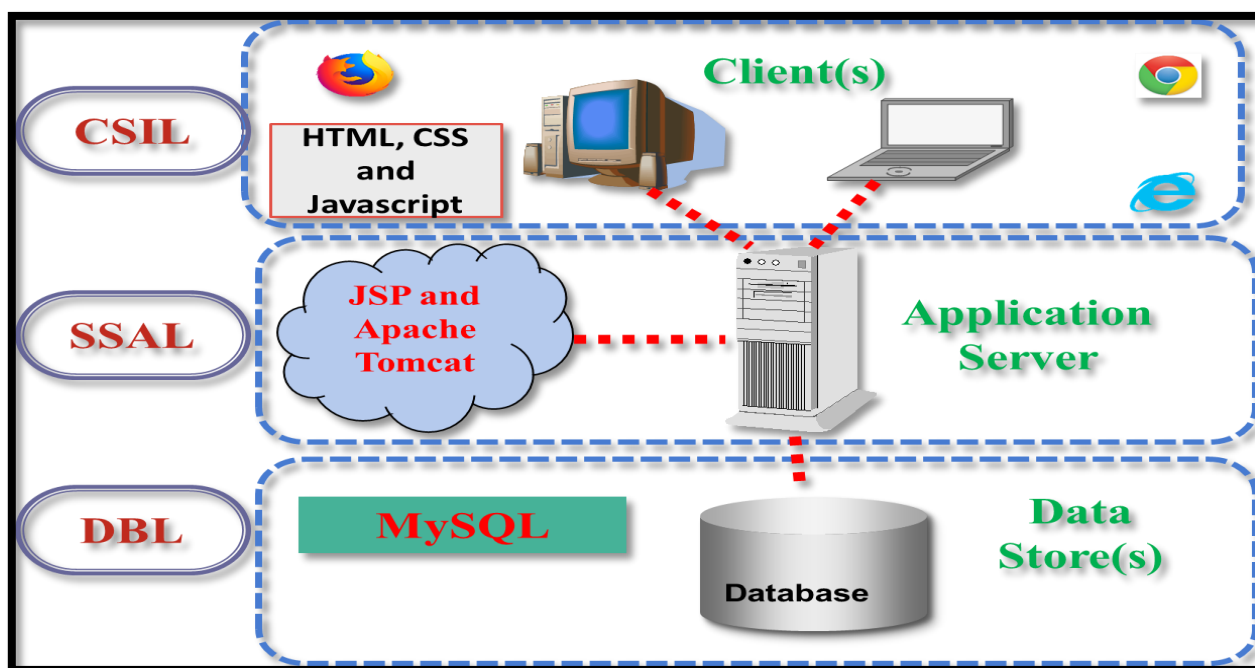 CSIL
Client(s)
HTML, CSS
and
Javascript
SSAL
JSP and
Apache
Tomcat
Application
Server
DBL
MySQL
Database
Data
Store(s)